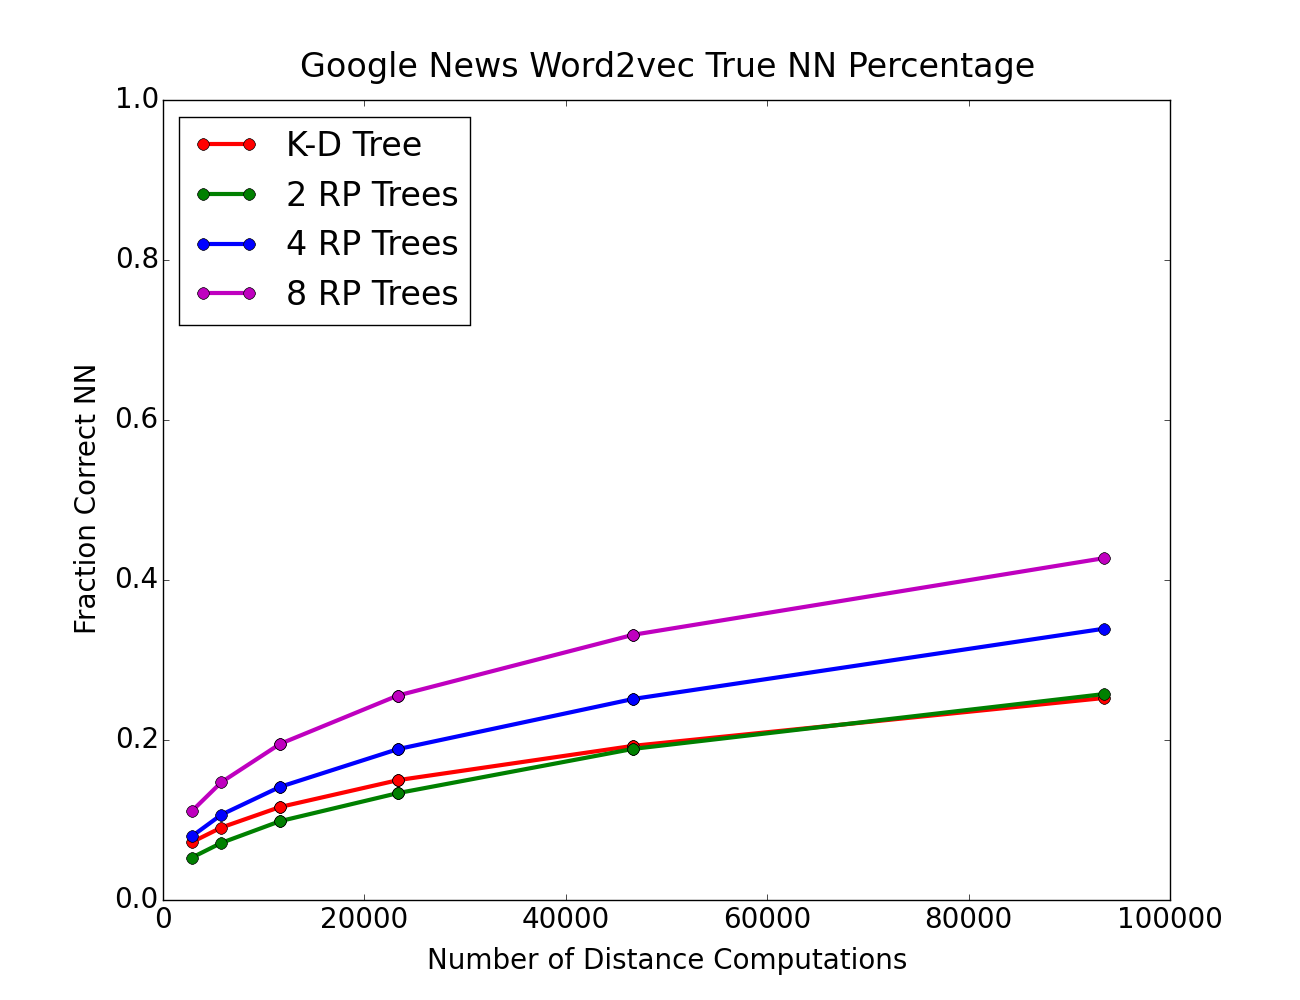 Google News Word2vec True NN Percentage
1.0
K-D Tree
2 RP Trees
4 RP Trees
8 RP Trees
0.8
0.6
0.4
0.2
0.0
Fraction Correct NN
0 20000 40000 60000 80000 100000
Number of Distance Computations